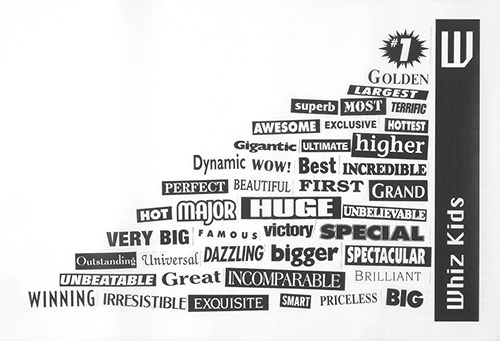 #1
GOLDEN
LARGEST
superb MOST TERRIFIC
AWESOME EXCLUSIVE HOTTEST
Gigantic ULTIMATE higher
Dynamic WOW! Best INCREDIBLE
PERFECT BEAUTIFUL FIRST GRAND
HOT MAJOR HUGE UNBELIEVABLE
VERY BIG FAMOUS victory SPECIAL
Outstanding Universal DAZZLING bigger SPECTACULAR
UNBEATABLE Great INCOMPARABLE BRILLIANT
WINNING IRRESISTIBLE EXQUISITE SMART PRICELESS BIG
W
Whiz Kids